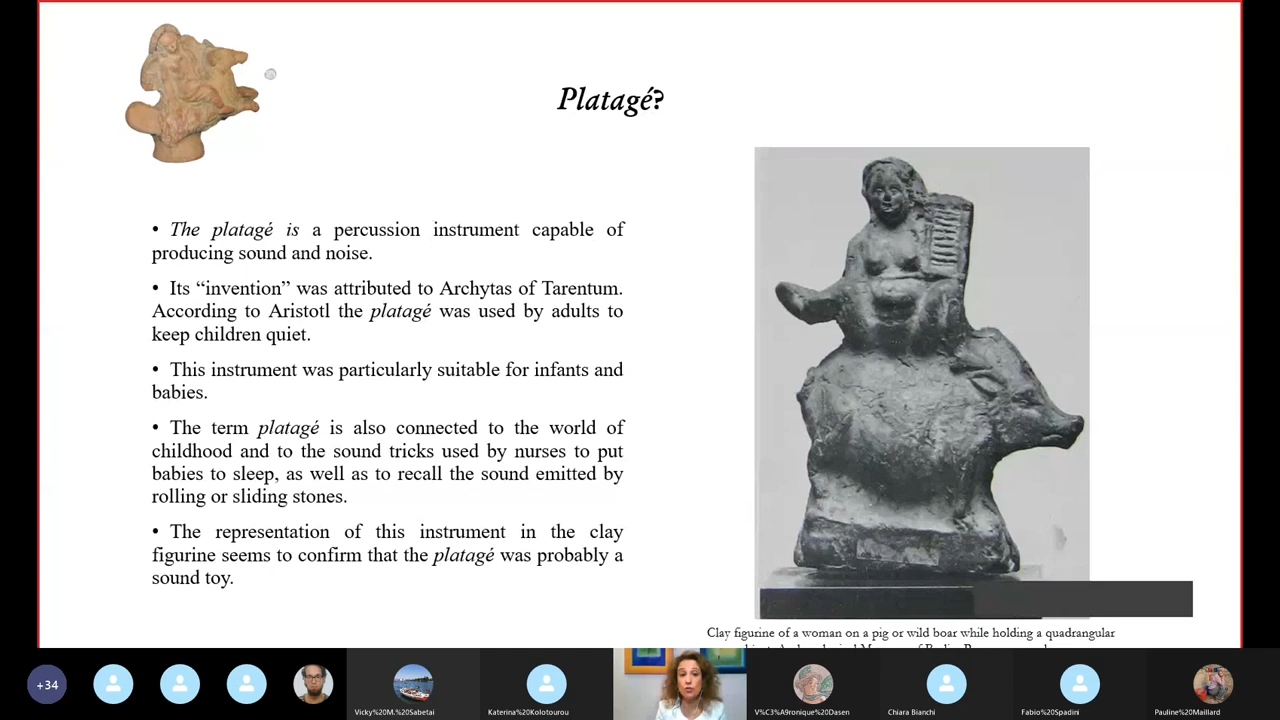 Platagé?
• The platagé is a percussion instrument capable of
producing sound and noise.
• Its “invention” was attributed to Archytas of Tarentum.
According to Aristotl the platagé was used by adults to
keep children quiet.
• This instrument was particularly suitable for infants and
babies.
• The term platagé is also connected to the world of
childhood and to the sound tricks used by nurses to put
babies to sleep, as well as to recall the sound emitted by
rolling or sliding stones.
• The representation of this instrument in the clay
figurine seems to confirm that the platagé was probably a
sound toy.
Clay figurine of a woman on a pig or wild boar while holding a quadrangular
+34
Vicky%20M.%20Sabetai
Katerina%20Kolotourou
V%C3%A9ronique%20Dasen
Chiara Bianchi
Fabio%20Spadini
Pauline%20Maillard